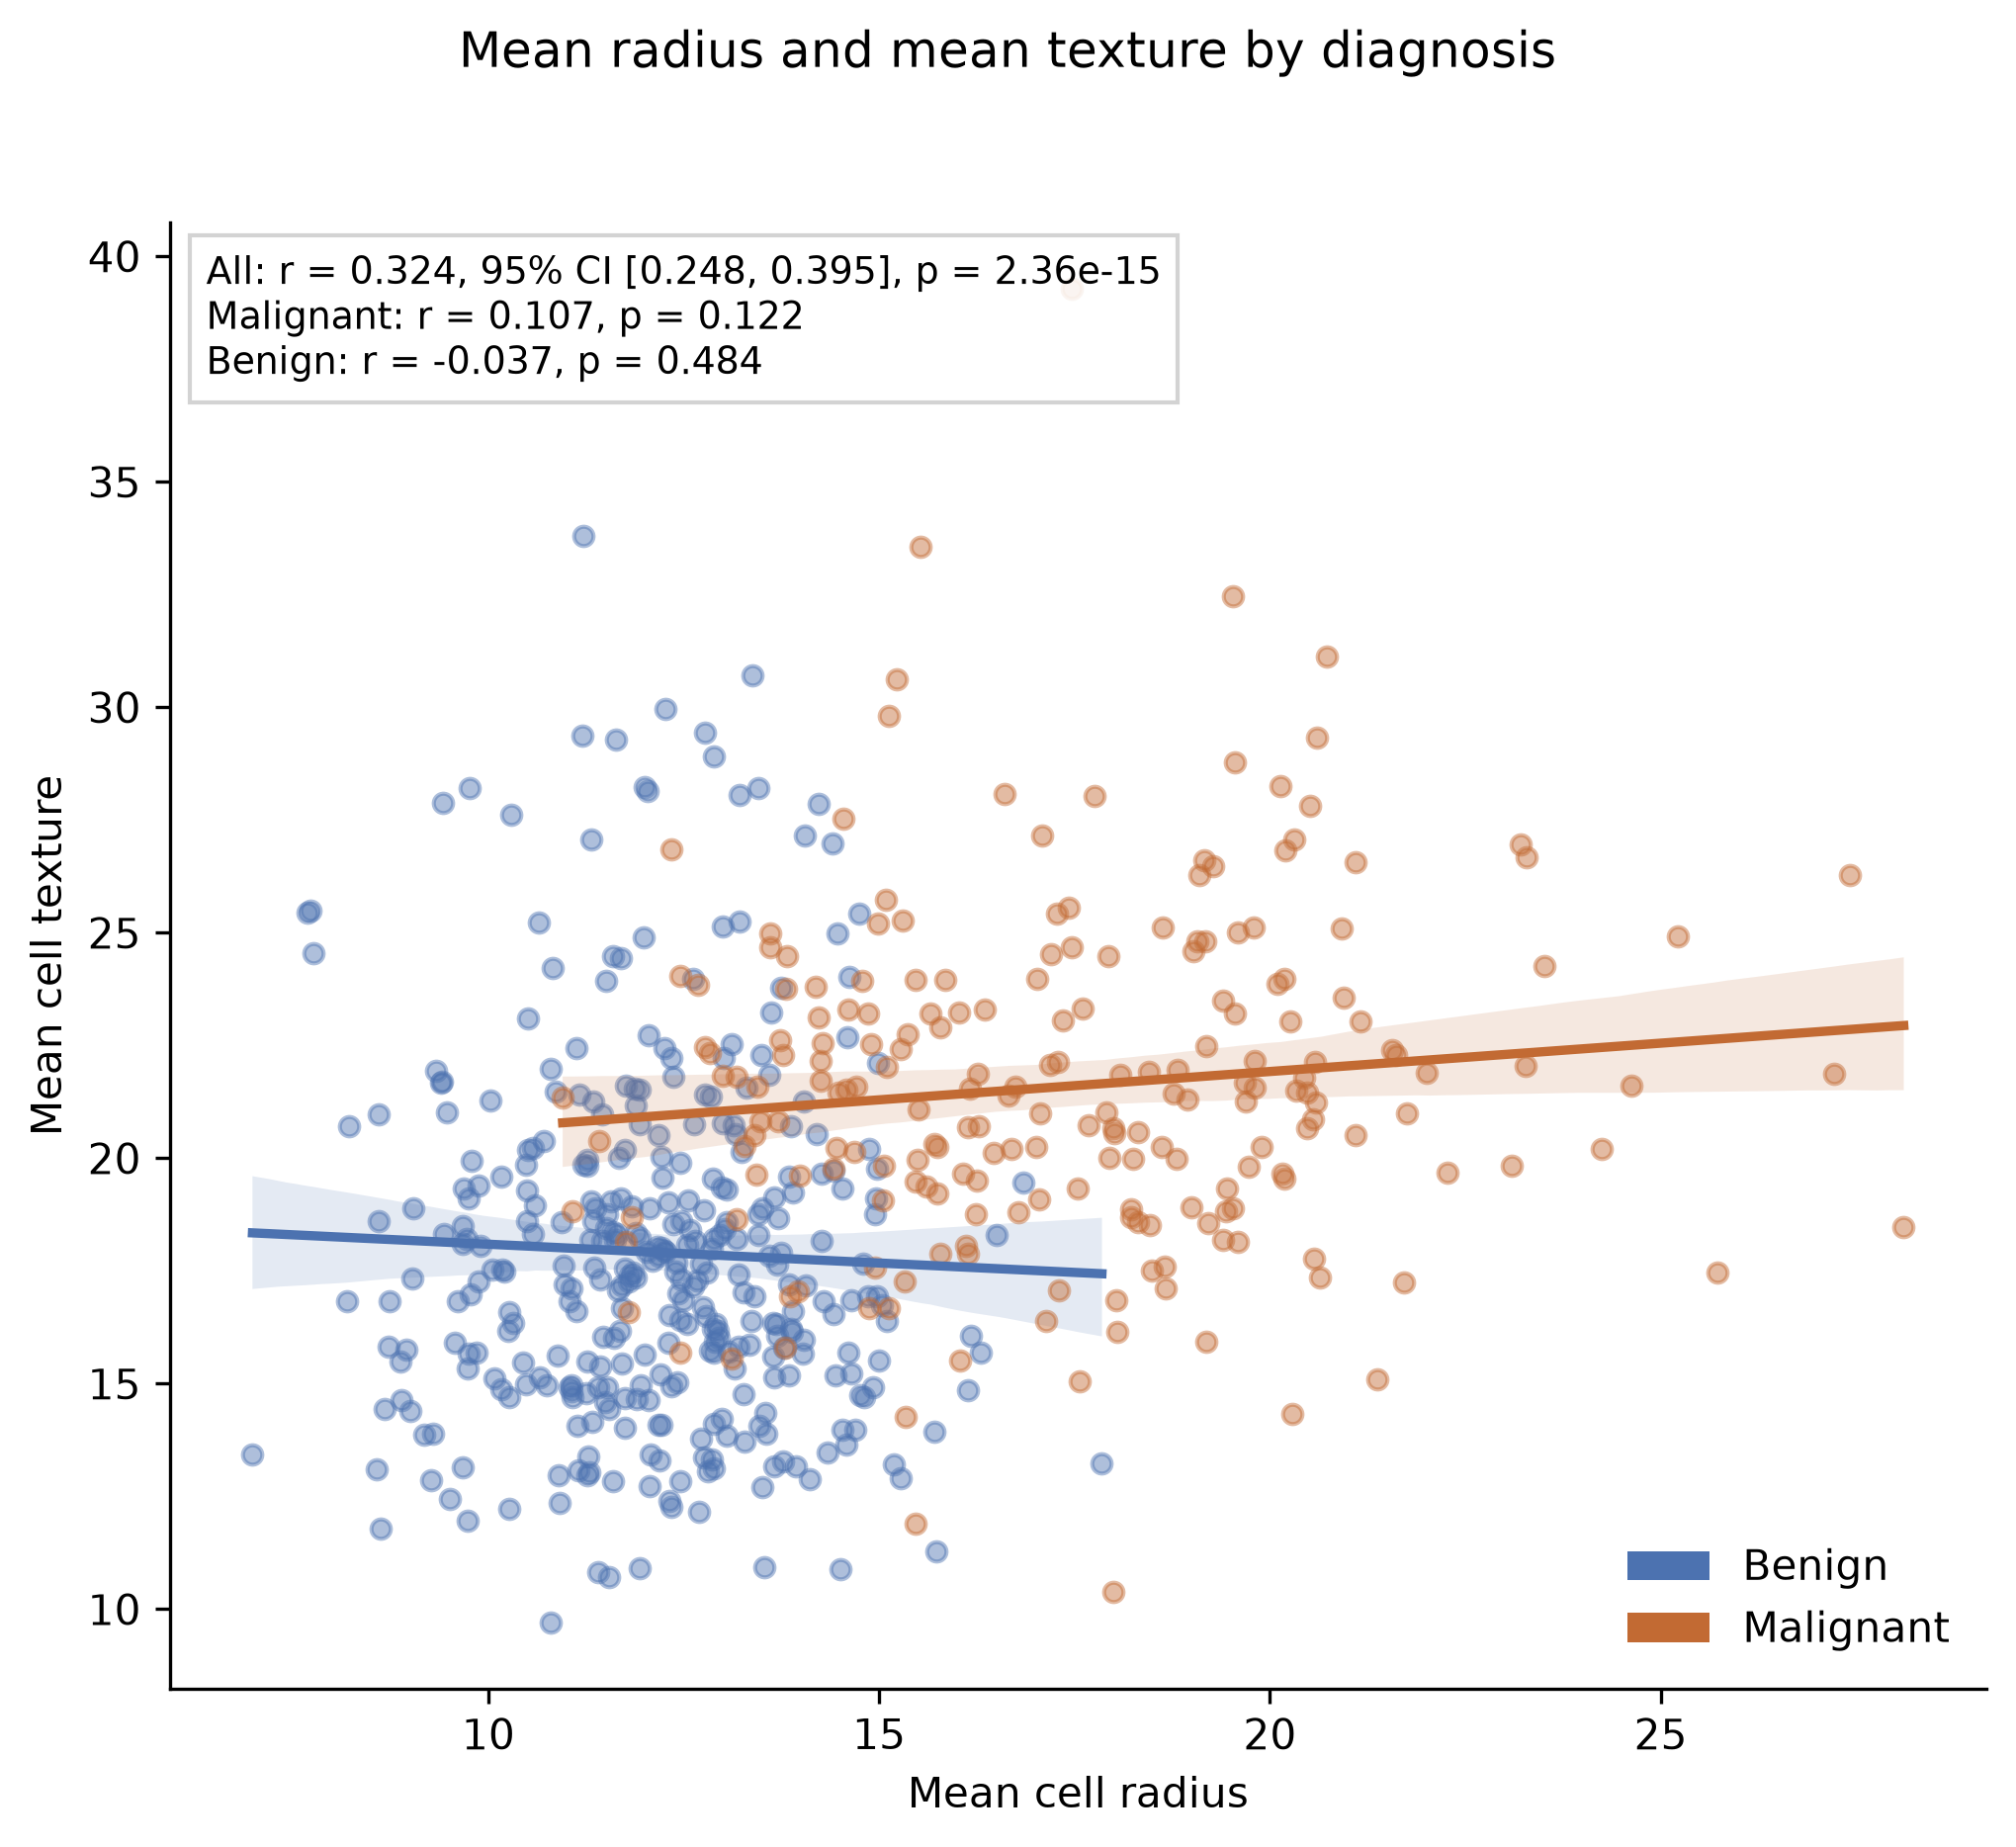 Mean radius and mean texture by diagnosis
All: r = 0.324, 95% CI [0.248, 0.395], p = 2.36e-15
Malignant: r = 0.107, p = 0.122
Benign: r = -0.037, p = 0.484
40
35
30
25
20
15
10
Mean cell texture
Benign
Malignant
10
15
20
25
Mean cell radius